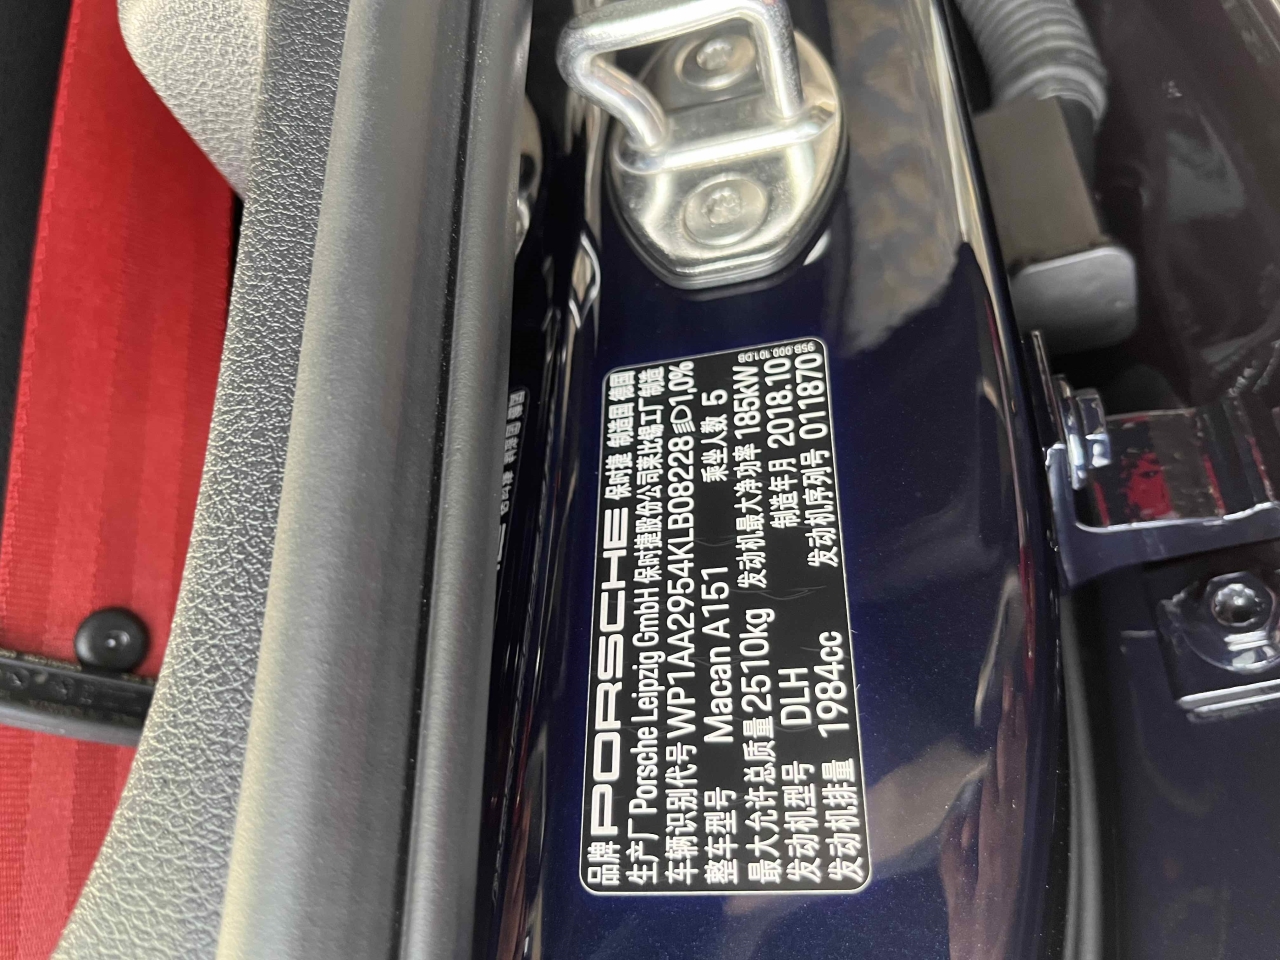 品牌 PORSCHE 保时捷 制造国 德国
生产厂 Porsche Leipzig GmbH 保时捷股份公司莱比锡工厂制造
车辆识别代号 WP1AA2954KLB08228 1,0%
整车型号 Macan A151 乘坐人数 5
最大允许总质量 2510kg 发动机最大净功率 185kW
发动机型号 DLH 制造年月 2018.10
发动机排量 1984cc 发动机序列号 011870
95B.000.101.DB